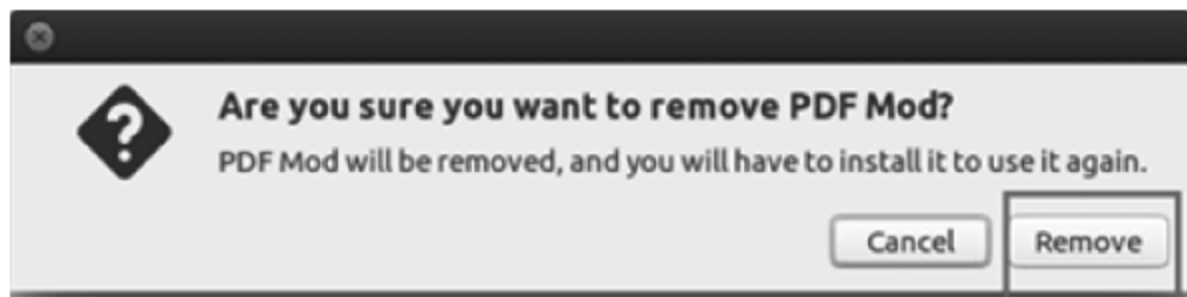 Are you sure you want to remove PDF Mod?
PDF Mod will be removed, and you will have to install it to use it again.
Cancel Remove